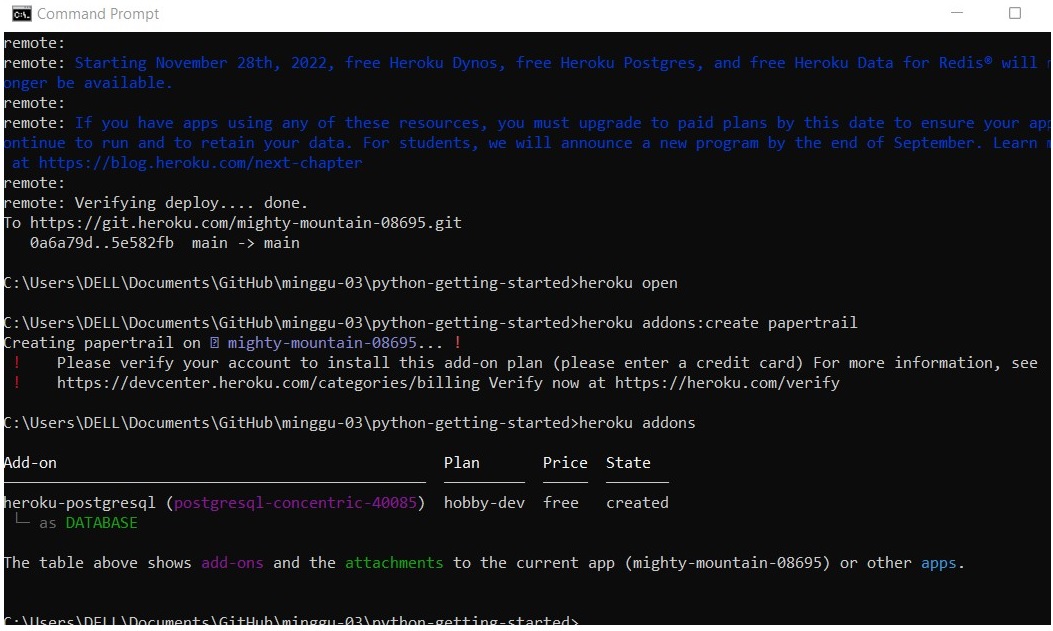 Command Prompt
remote:
remote: Starting November 28th, 2022, free Heroku Dynos, free Heroku Postgres, and free Heroku Data for Redis® will
onger be available.
remote:
remote: If you have apps using any of these resources, you must upgrade to paid plans by this date to ensure your
ontinue to run and to retain your data. For students, we will announce a new program by the end of September. Learn
at https://blog.heroku.com/next-chapter
remote:
remote: Verifying deploy.... done.
To https://git.heroku.com/mighty-mountain-08695.git
0a6a79d..5e582fb  main -> main
C:\Users\DELL\Documents\GitHub\minggu-03\python-getting-started>heroku open
C:\Users\DELL\Documents\GitHub\minggu-03\python-getting-started>heroku addons:create papertrail
Creating papertrail on ⍰ mighty-mountain-08695... !
!    Please verify your account to install this add-on plan (please enter a credit card) For more information, see
!    https://devcenter.heroku.com/categories/billing Verify now at https://heroku.com/verify
C:\Users\DELL\Documents\GitHub\minggu-03\python-getting-started>heroku addons
Add-on Plan Price State
heroku-postgresql (postgresql-concentric-40085) hobby-dev free created
└─ as DATABASE
The table above shows add-ons and the attachments to the current app (mighty-mountain-08695) or other apps.
C:\Users\DELL\Documents\GitHub\minggu-03\python-getting-started>